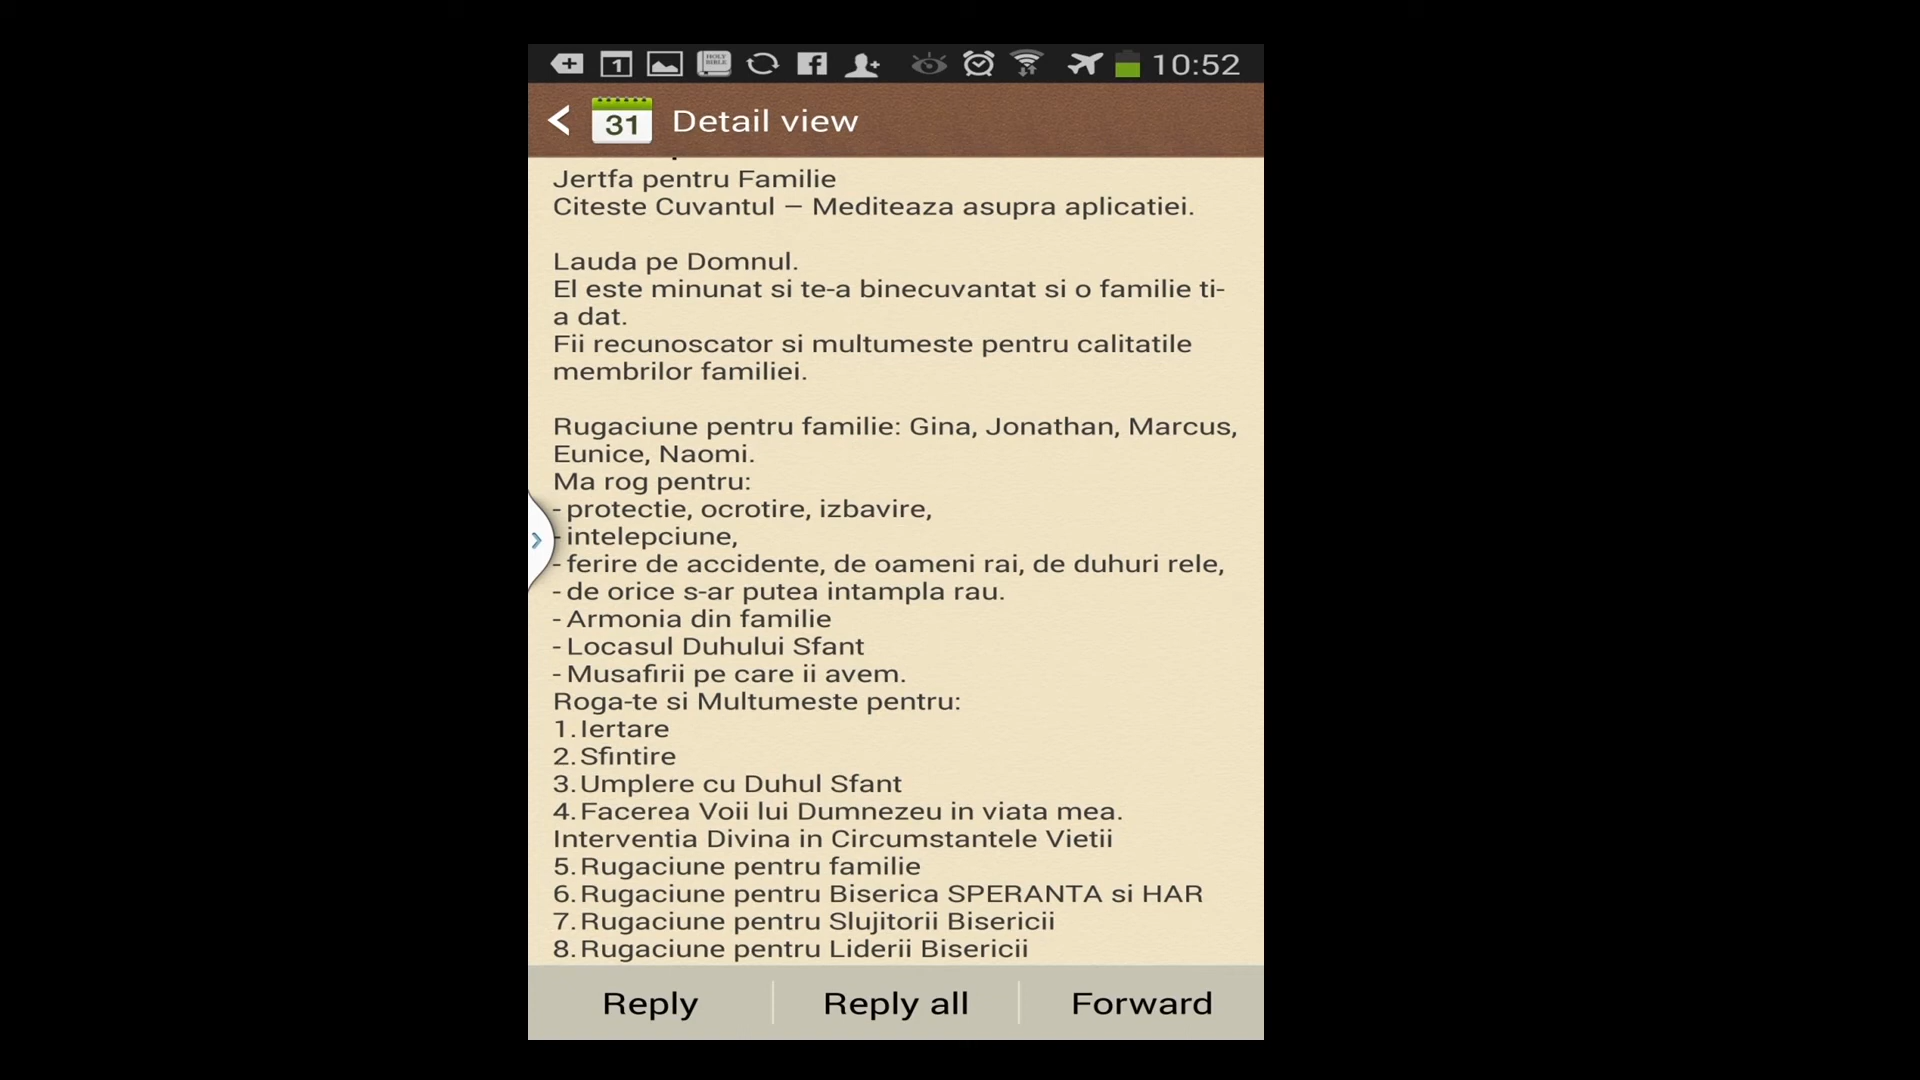 1
HOLY BIBLE
10:52
31
Detail view
Jertfa pentru Familie
Citeste Cuvantul – Mediteaza asupra aplicatiei.
Lauda pe Domnul.
El este minunat si te-a binecuvantat si o familie ti-
a dat.
Fii recunoscator si multumeste pentru calitatile
membrilor familiei.
Rugaciune pentru familie: Gina, Jonathan, Marcus,
Eunice, Naomi.
Ma rog pentru:
- protectie, ocrotire, izbavire,
- intelepciune,
- ferire de accidente, de oameni rai, de duhuri rele,
- de orice s-ar putea intampla rau.
- Armonia din familie
- Locasul Duhului Sfant
- Musafirii pe care ii avem.
Roga-te si Multumeste pentru:
1. Iertare
2. Sfintire
3. Umplere cu Duhul Sfant
4. Facerea Voii lui Dumnezeu in viata mea.
Interventia Divina in Circumstantele Vietii
5. Rugaciune pentru familie
6. Rugaciune pentru Biserica SPERANTA si HAR
7. Rugaciune pentru Slujitorii Bisericii
8. Rugaciune pentru Liderii Bisericii
Reply
Reply all
Forward